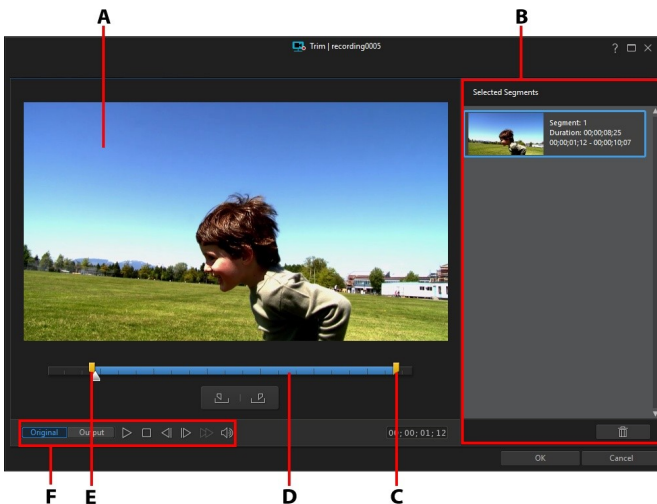 A
B
Trim | recording0005
?
Selected Segments
Segment: 1
Duration: 00;00;08;25
00;00;01;12 - 00;00;10;07
Original
Output
00; 00; 01; 12
OK
Cancel
F
E
D
C